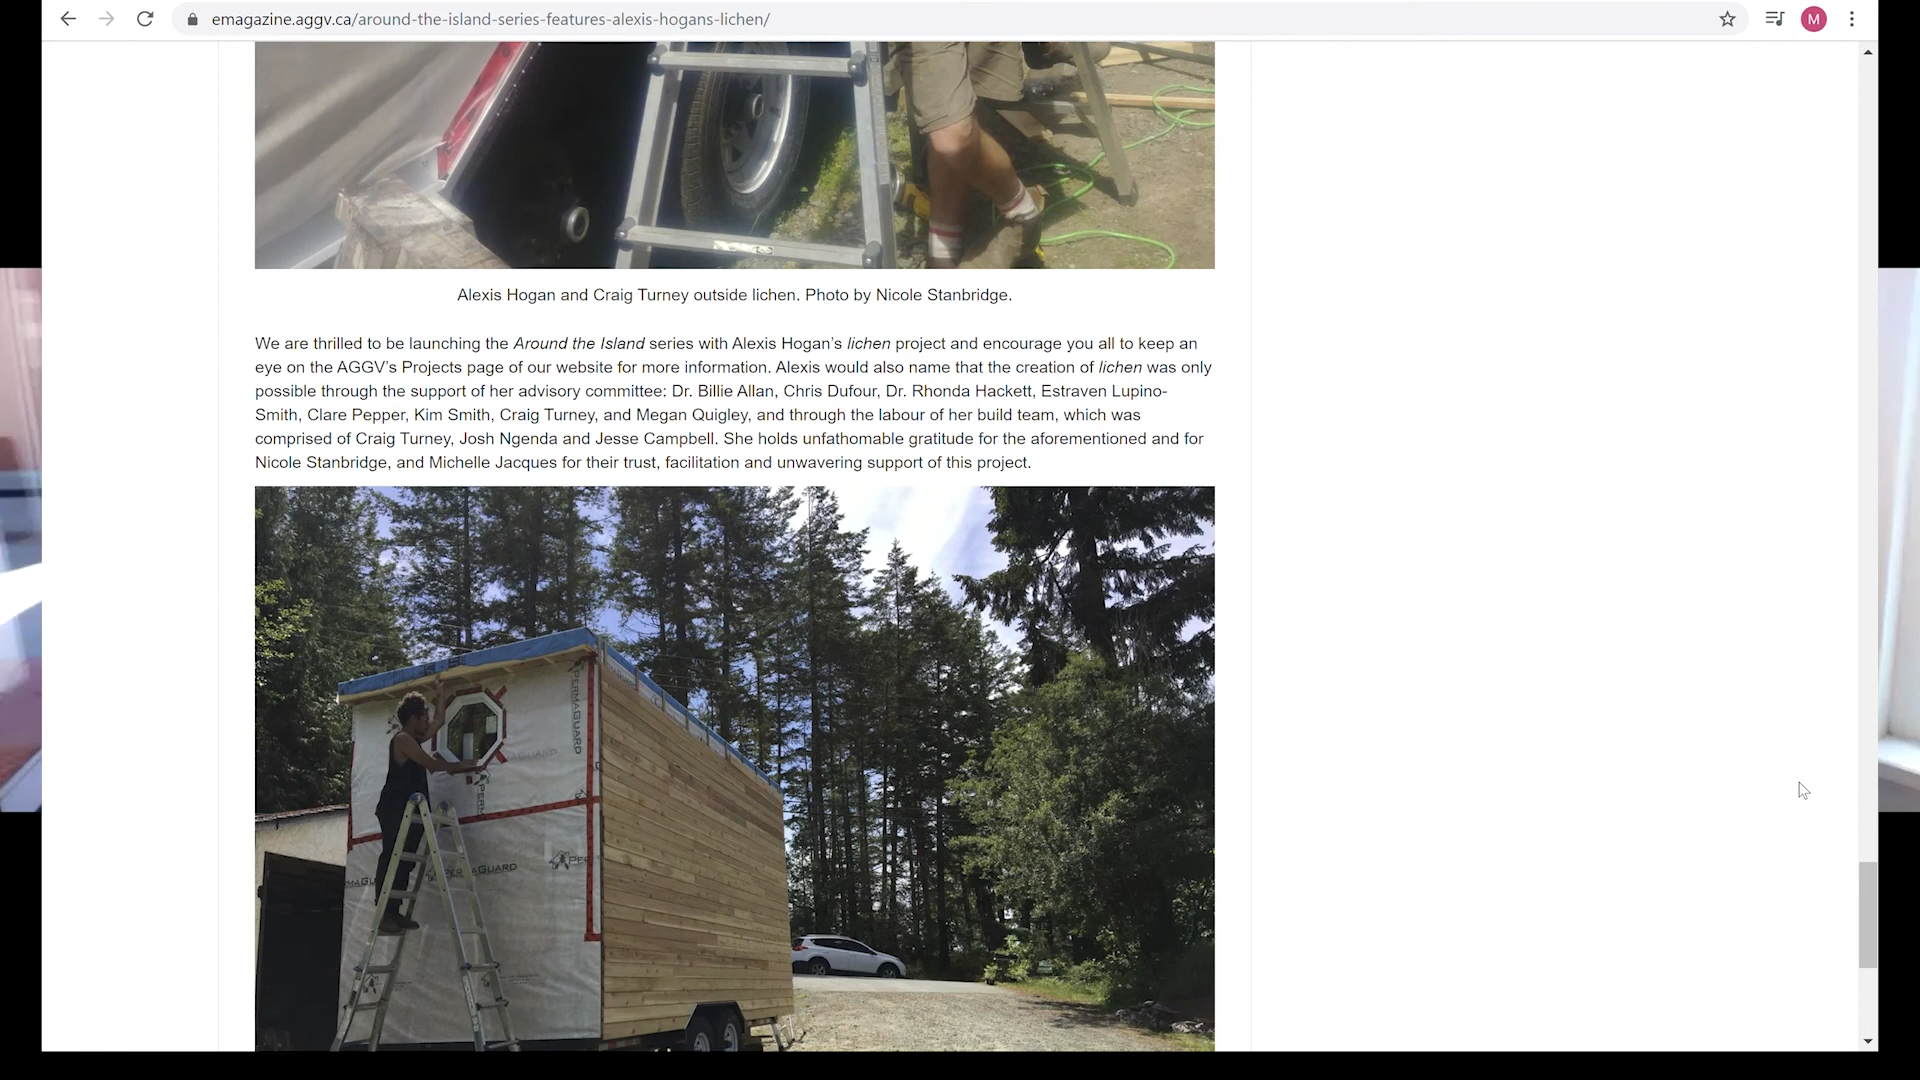 emagazine.aggv.ca/around-the-island-series-features-alexis-hogans-lichen/
M
Alexis Hogan and Craig Turney outside lichen. Photo by Nicole Stanbridge.
We are thrilled to be launching the Around the Island series with Alexis Hogan’s lichen project and encourage you all to keep an
eye on the AGGV’s Projects page of our website for more information. Alexis would also name that the creation of lichen was only
possible through the support of her advisory committee: Dr. Billie Allan, Chris Dufour, Dr. Rhonda Hackett, Estraven Lupino-
Smith, Clare Pepper, Kim Smith, Craig Turney, and Megan Quigley, and through the labour of her build team, which was
comprised of Craig Turney, Josh Ngenda and Jesse Campbell. She holds unfathomable gratitude for the aforementioned and for
Nicole Stanbridge, and Michelle Jacques for their trust, facilitation and unwavering support of this project.
PERMAGUARD
PERMAGUARD